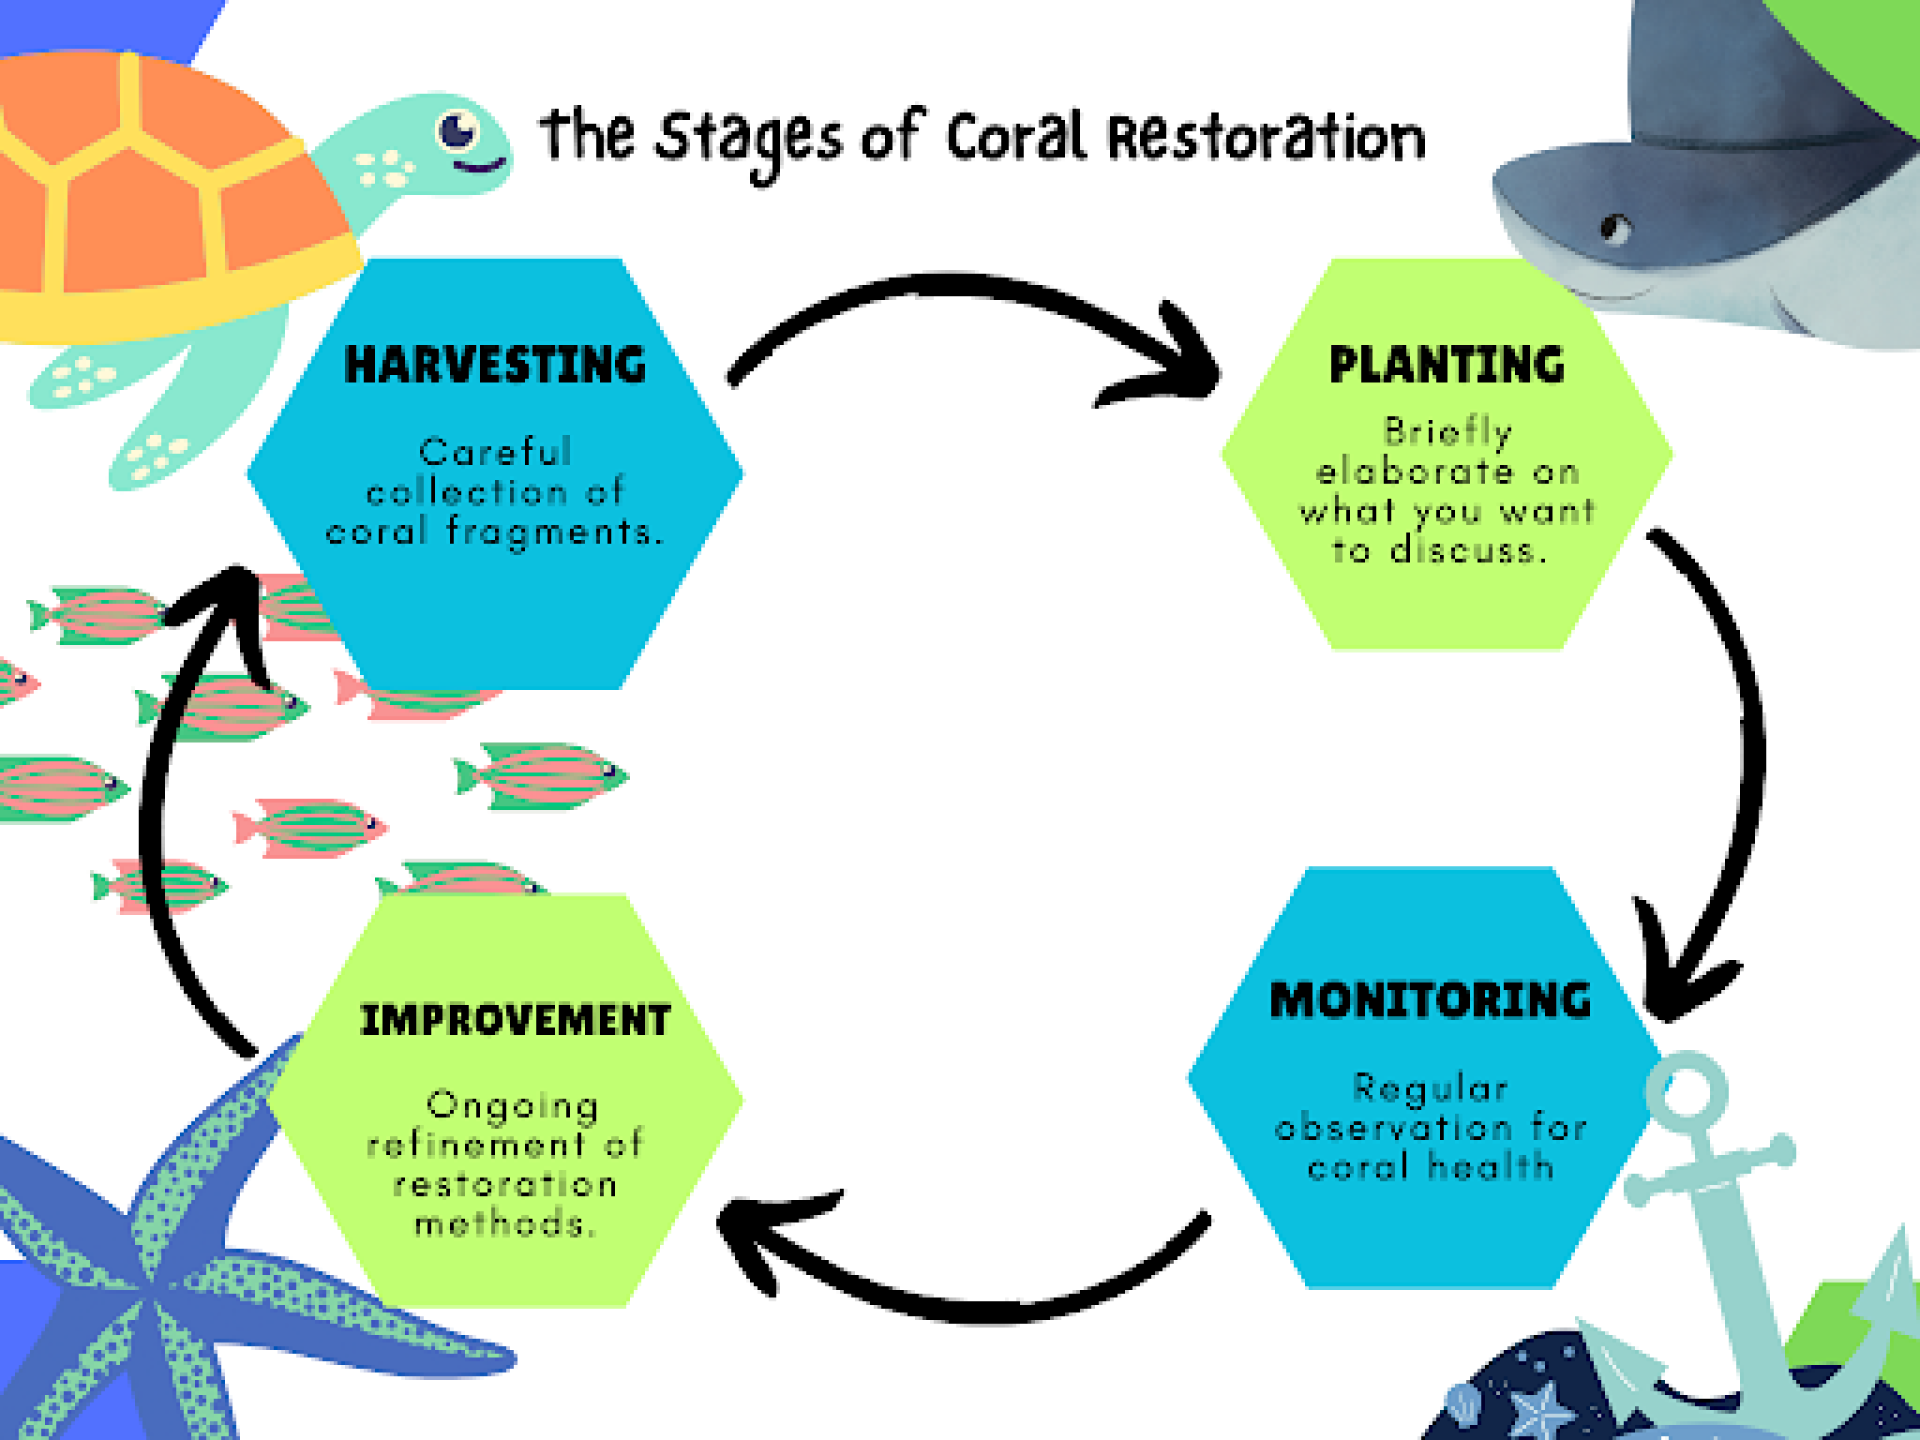 The Stages of Coral Restoration
HARVESTING
Careful
collection of
coral fragments.
PLANTING
Briefly
elaborate on
what you want
to discuss.
MONITORING
Regular
observation for
coral health
IMPROVEMENT
Ongoing
refinement of
restoration
methods.